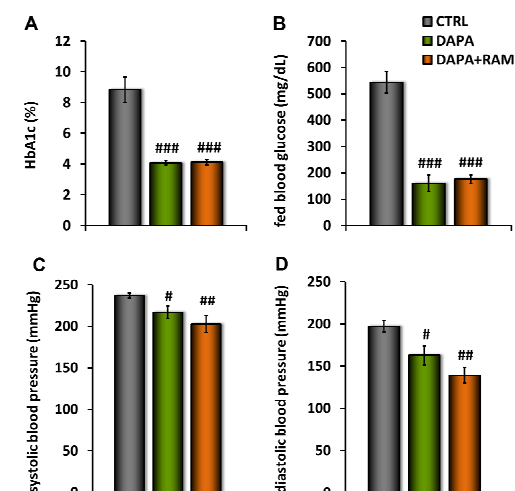 A
B
CTRL
DAPA
DAPA+RAM
HbA1c (%)
12
10
8
6
4
2
0
### ###
fed blood glucose (mg/dL)
700
600
500
400
300
200
100
0
### ###
C
D
systolic blood pressure (mmHg)
250
200
150
100
50
0
# ##
diastolic blood pressure (mmHg)
250
200
150
100
50
0
# ##